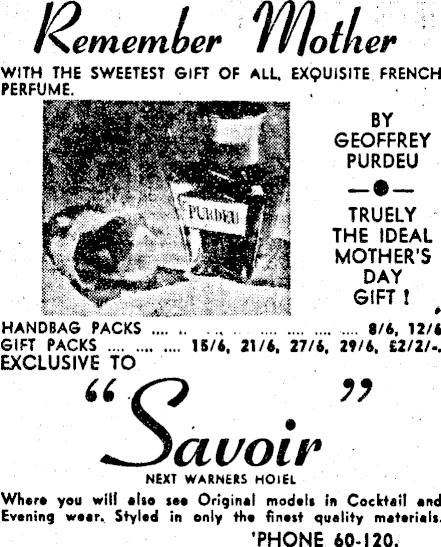 Remember Mother
WITH THE SWEETEST GIFT OF ALL, EXQUISITE FRENCH
PERFUME.
PURDEU
BY
GEOFFREY
PURDEU
TRUELY
THE IDEAL
MOTHER'S
DAY
GIFT !
HANDBAG PACKS .... .. .... .... .... .... .... 8/6, 12/6
GIFT PACKS .... .... .... 15/6, 21/6, 27/6, 29/6, £2/2/-.
EXCLUSIVE TO
“Savoir”
NEXT WARNERS HOTEL
Where you will also see Original models in Cocktail and
Evening wear. Styled in only the finest quality materials.
'PHONE 60-120.